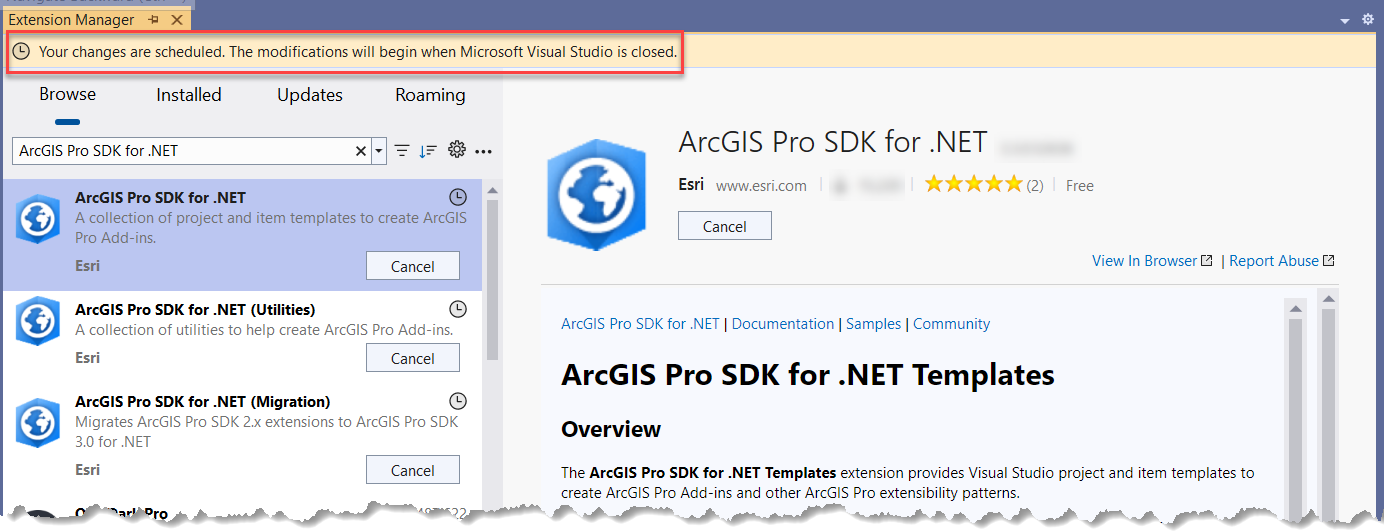 Extension Manager
Your changes are scheduled. The modifications will begin when Microsoft Visual Studio is closed.
Browse Installed Updates Roaming
ArcGIS Pro SDK for .NET
ArcGIS Pro SDK for .NET
A collection of project and item templates to create ArcGIS
Pro Add-ins.
Esri Cancel
ArcGIS Pro SDK for .NET (Utilities)
A collection of utilities to help create ArcGIS Pro Add-ins.
Esri Cancel
ArcGIS Pro SDK for .NET (Migration)
Migrates ArcGIS Pro SDK 2.x extensions to ArcGIS Pro SDK
3.0 for .NET
Esri Cancel
ArcGIS Pro SDK for .NET
Esri www.esri.com (2) Free
Cancel
View In Browser | Report Abuse
ArcGIS Pro SDK for .NET | Documentation | Samples | Community
ArcGIS Pro SDK for .NET Templates
Overview
The ArcGIS Pro SDK for .NET Templates extension provides Visual Studio project and item templates to
create ArcGIS Pro Add-ins and other ArcGIS Pro extensibility patterns.